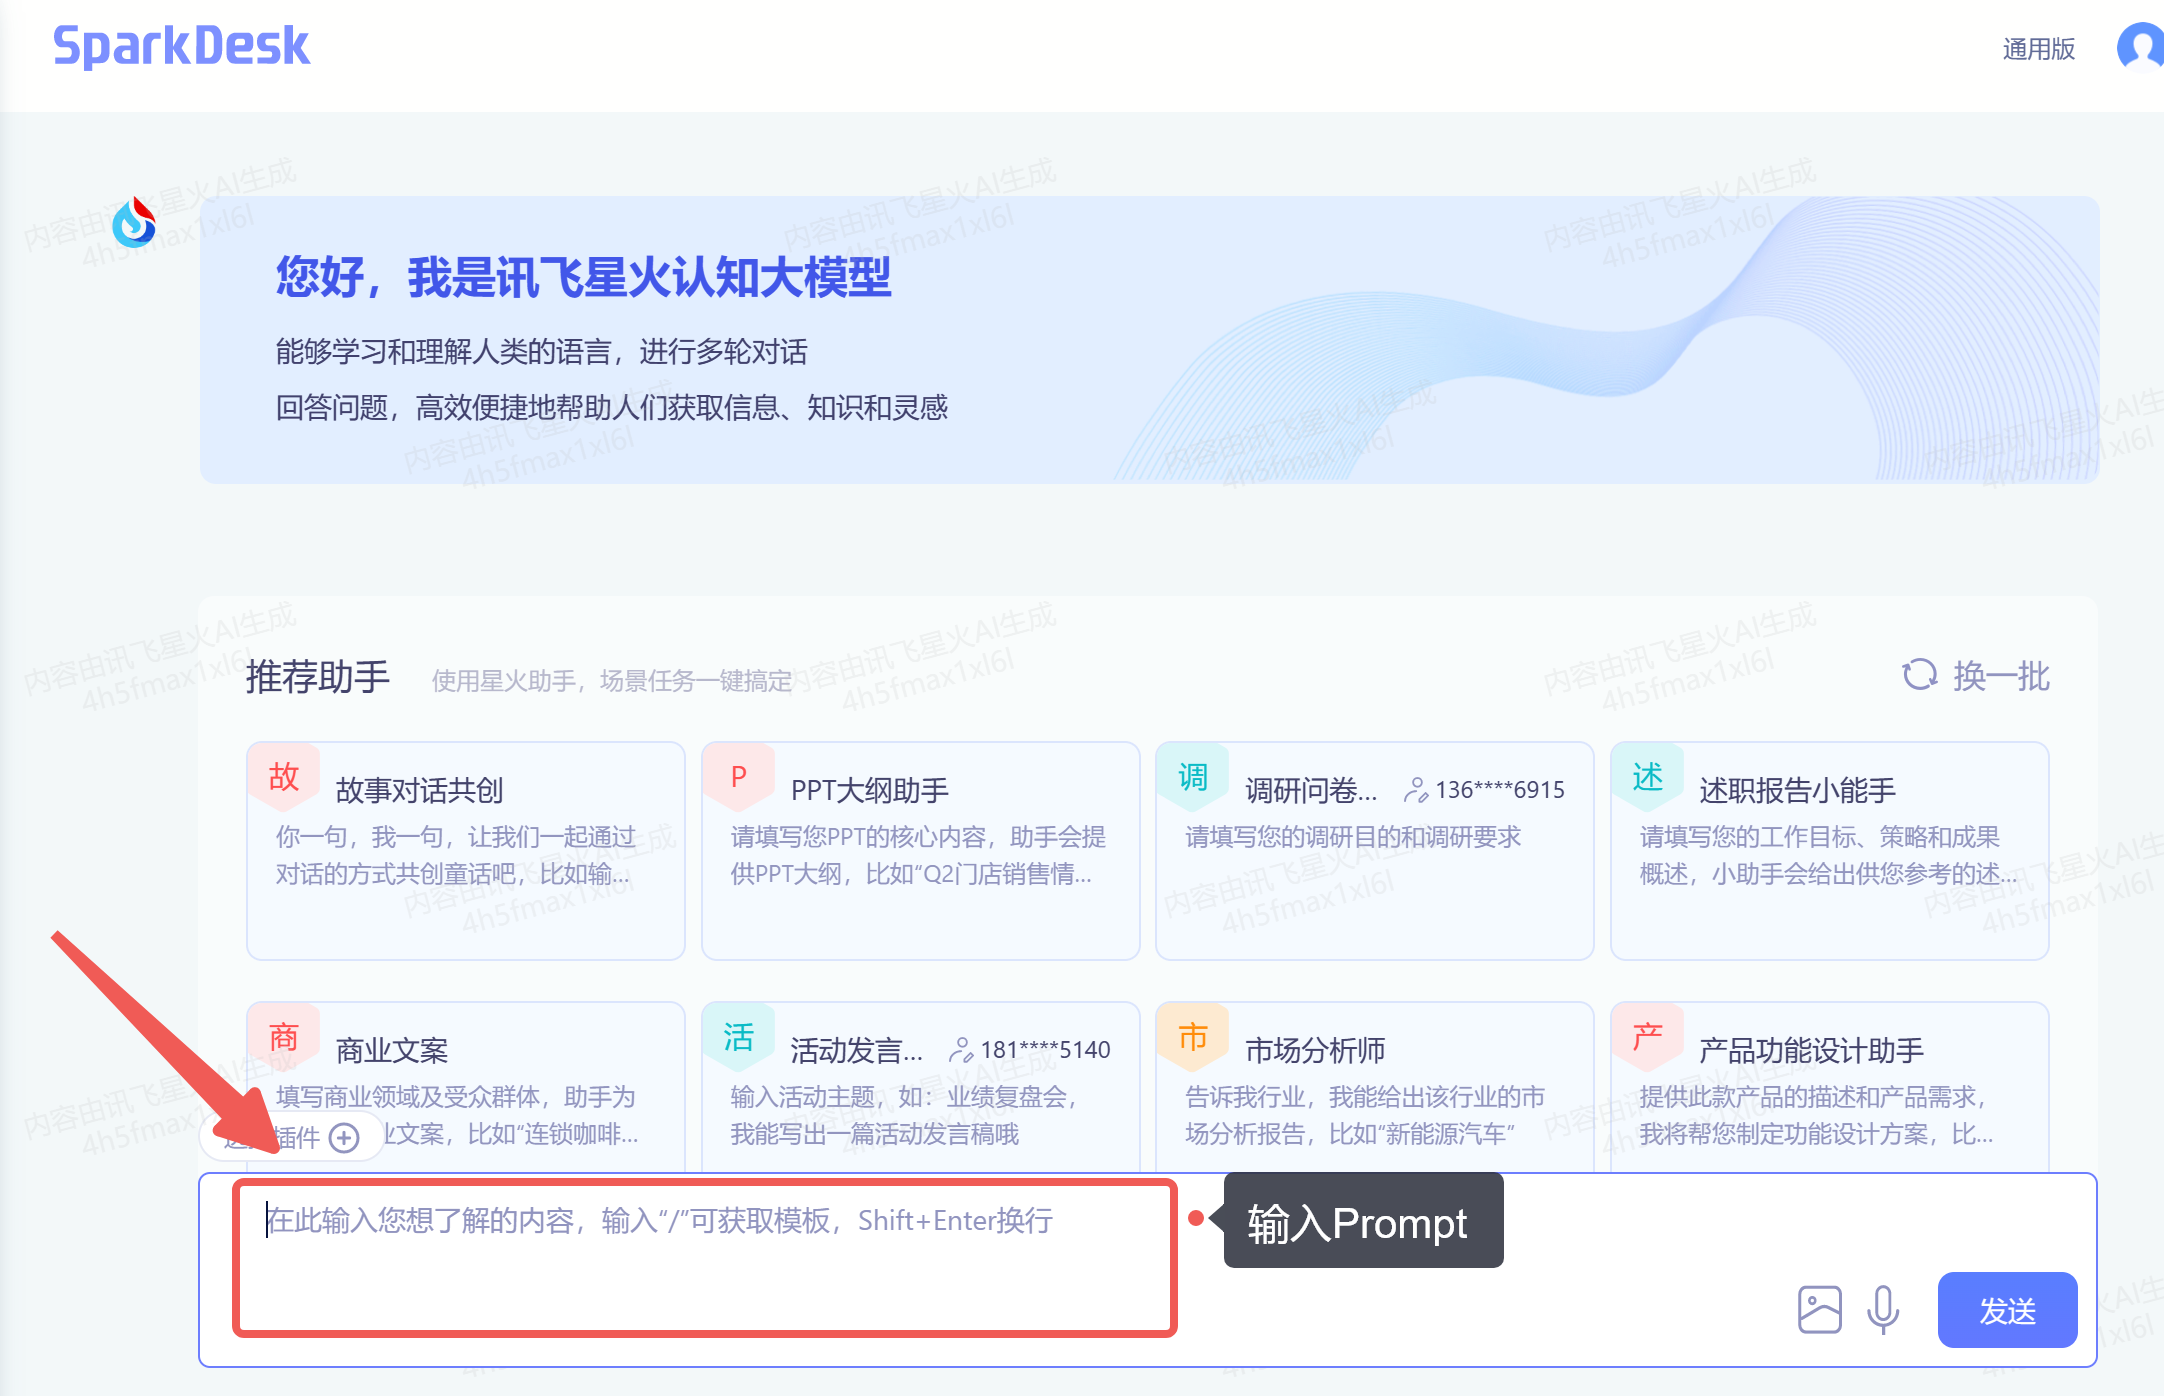 SparkDesk
通用版
您好，我是讯飞星火认知大模型
能够学习和理解人类的语言，进行多轮对话
回答问题，高效便捷地帮助人们获取信息、知识和灵感
推荐助手
使用星火助手，场景任务一键搞定
换一批
故
故事对话共创
你一句，我一句，让我们一起通过
对话的方式共创童话吧，比如输...
P
PPT大纲助手
请填写您PPT的核心内容，助手会提
供PPT大纲，比如“Q2门店销售情...
调
调研问卷...
136****6915
请填写您的调研目的和调研要求
述
述职报告小能手
请填写您的工作目标、策略和成果
概述，小助手会给出供您参考的述...
商
商业文案
填写商业领域及受众群体，助手为
业文案，比如“连锁咖啡...
活
活动发言...
181****5140
输入活动主题，如：业绩复盘会，
我能写出一篇活动发言稿哦
市
市场分析师
告诉我行业，我能给出该行业的市
场分析报告，比如“新能源汽车”
产
产品功能设计助手
提供此款产品的描述和产品需求，
我将帮您制定功能设计方案，比...
插件
在此输入您想了解的内容，输入“/”可获取模板，Shift+Enter换行
输入Prompt
发送
内容由讯飞星火AI生成
4h5fmax1xl6l